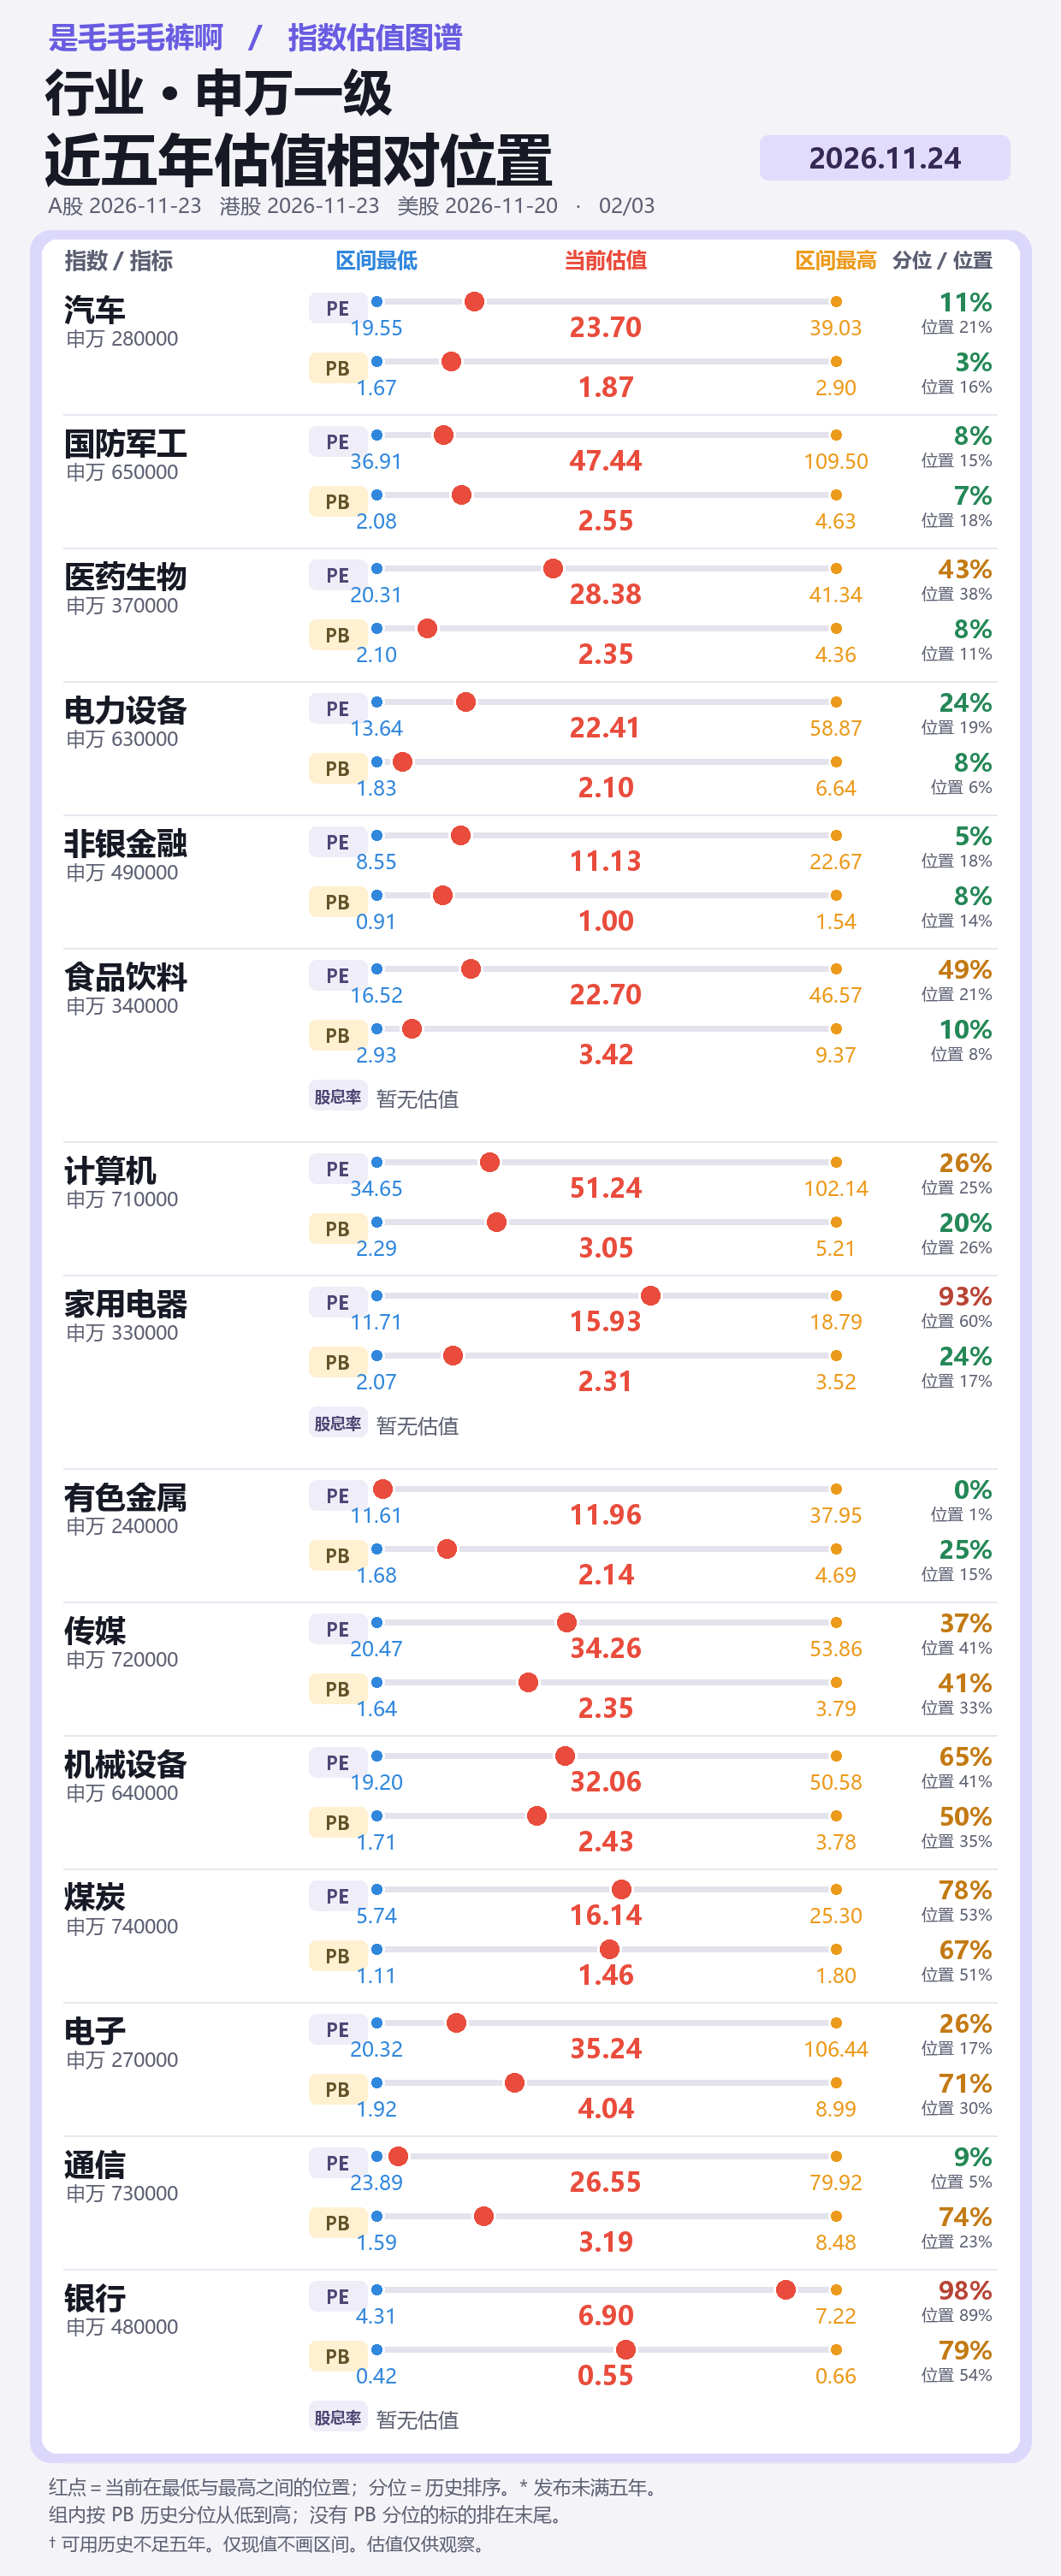 是毛毛毛裤啊 / 指数估值图谱
行业·申万一级
近五年估值相对位置
2026.11.24
A股 2026-11-23 港股 2026-11-23 美股 2026-11-20 · 02/03
指数 / 指标 区间最低 当前估值 区间最高 分位 / 位置
汽车
申万 280000
PE 11%
19.55 23.70 39.03 位置 21%
PB 3%
1.67 1.87 2.90 位置 16%
国防军工
申万 650000
PE 8%
36.91 47.44 109.50 位置 15%
PB 7%
2.08 2.55 4.63 位置 18%
医药生物
申万 370000
PE 43%
20.31 28.38 41.34 位置 38%
PB 8%
2.10 2.35 4.36 位置 11%
电力设备
申万 630000
PE 24%
13.64 22.41 58.87 位置 19%
PB 8%
1.83 2.10 6.64 位置 6%
非银金融
申万 490000
PE 5%
8.55 11.13 22.67 位置 18%
PB 8%
0.91 1.00 1.54 位置 14%
食品饮料
申万 340000
PE 49%
16.52 22.70 46.57 位置 21%
PB 10%
2.93 3.42 9.37 位置 8%
股息率 暂无估值
计算机
申万 710000
PE 26%
34.65 51.24 102.14 位置 25%
PB 20%
2.29 3.05 5.21 位置 26%
家用电器
申万 330000
PE 93%
11.71 15.93 18.79 位置 60%
PB 24%
2.07 2.31 3.52 位置 17%
股息率 暂无估值
有色金属
申万 240000
PE 0%
11.61 11.96 37.95 位置 1%
PB 25%
1.68 2.14 4.69 位置 15%
传媒
申万 720000
PE 37%
20.47 34.26 53.86 位置 41%
PB 41%
1.64 2.35 3.79 位置 33%
机械设备
申万 640000
PE 65%
19.20 32.06 50.58 位置 41%
PB 50%
1.71 2.43 3.78 位置 35%
煤炭
申万 740000
PE 78%
5.74 16.14 25.30 位置 53%
PB 67%
1.11 1.46 1.80 位置 51%
电子
申万 270000
PE 26%
20.32 35.24 106.44 位置 17%
PB 71%
1.92 4.04 8.99 位置 30%
通信
申万 730000
PE 9%
23.89 26.55 79.92 位置 5%
PB 74%
1.59 3.19 8.48 位置 23%
银行
申万 480000
PE 98%
4.31 6.90 7.22 位置 89%
PB 79%
0.42 0.55 0.66 位置 54%
股息率 暂无估值
红点＝当前在最低与最高之间的位置；分位＝历史排序。* 发布未满五年。
组内按 PB 历史分位从低到高；没有 PB 分位的标的排在末尾。
† 可用历史不足五年。仅现值不画区间。估值仅供观察。